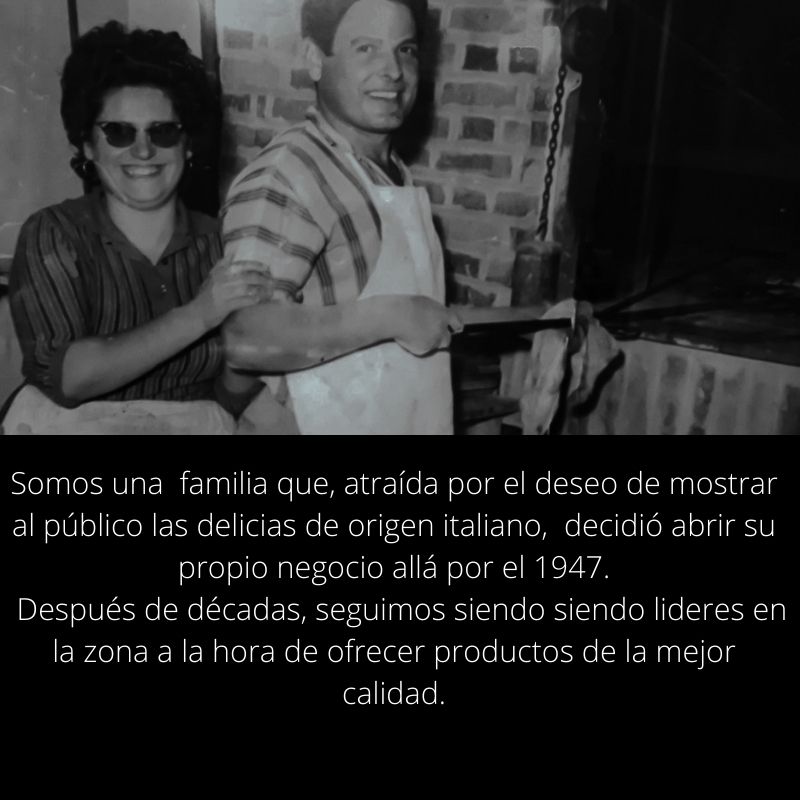 Somos una  familia que, atraída por el deseo de mostrar
al público las delicias de origen italiano,  decidió abrir su
propio negocio allá por el 1947.
Después de décadas, seguimos siendo siendo lideres en
la zona a la hora de ofrecer productos de la mejor
calidad.